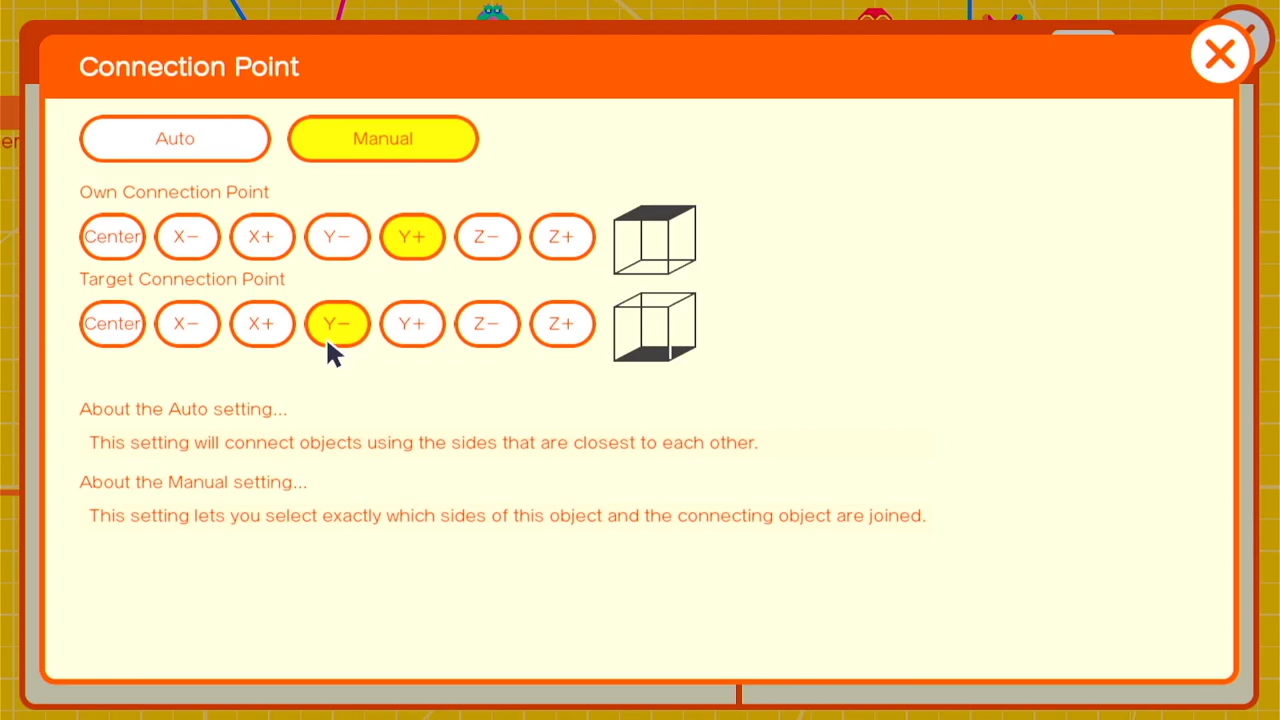 Connection Point
Auto
Manual
Own Connection Point
Center X− X+ Y− Y+ Z− Z+
Target Connection Point
Center X− X+ Y− Y+ Z− Z+
About the Auto setting...
This setting will connect objects using the sides that are closest to each other.
About the Manual setting...
This setting lets you select exactly which sides of this object and the connecting object are joined.